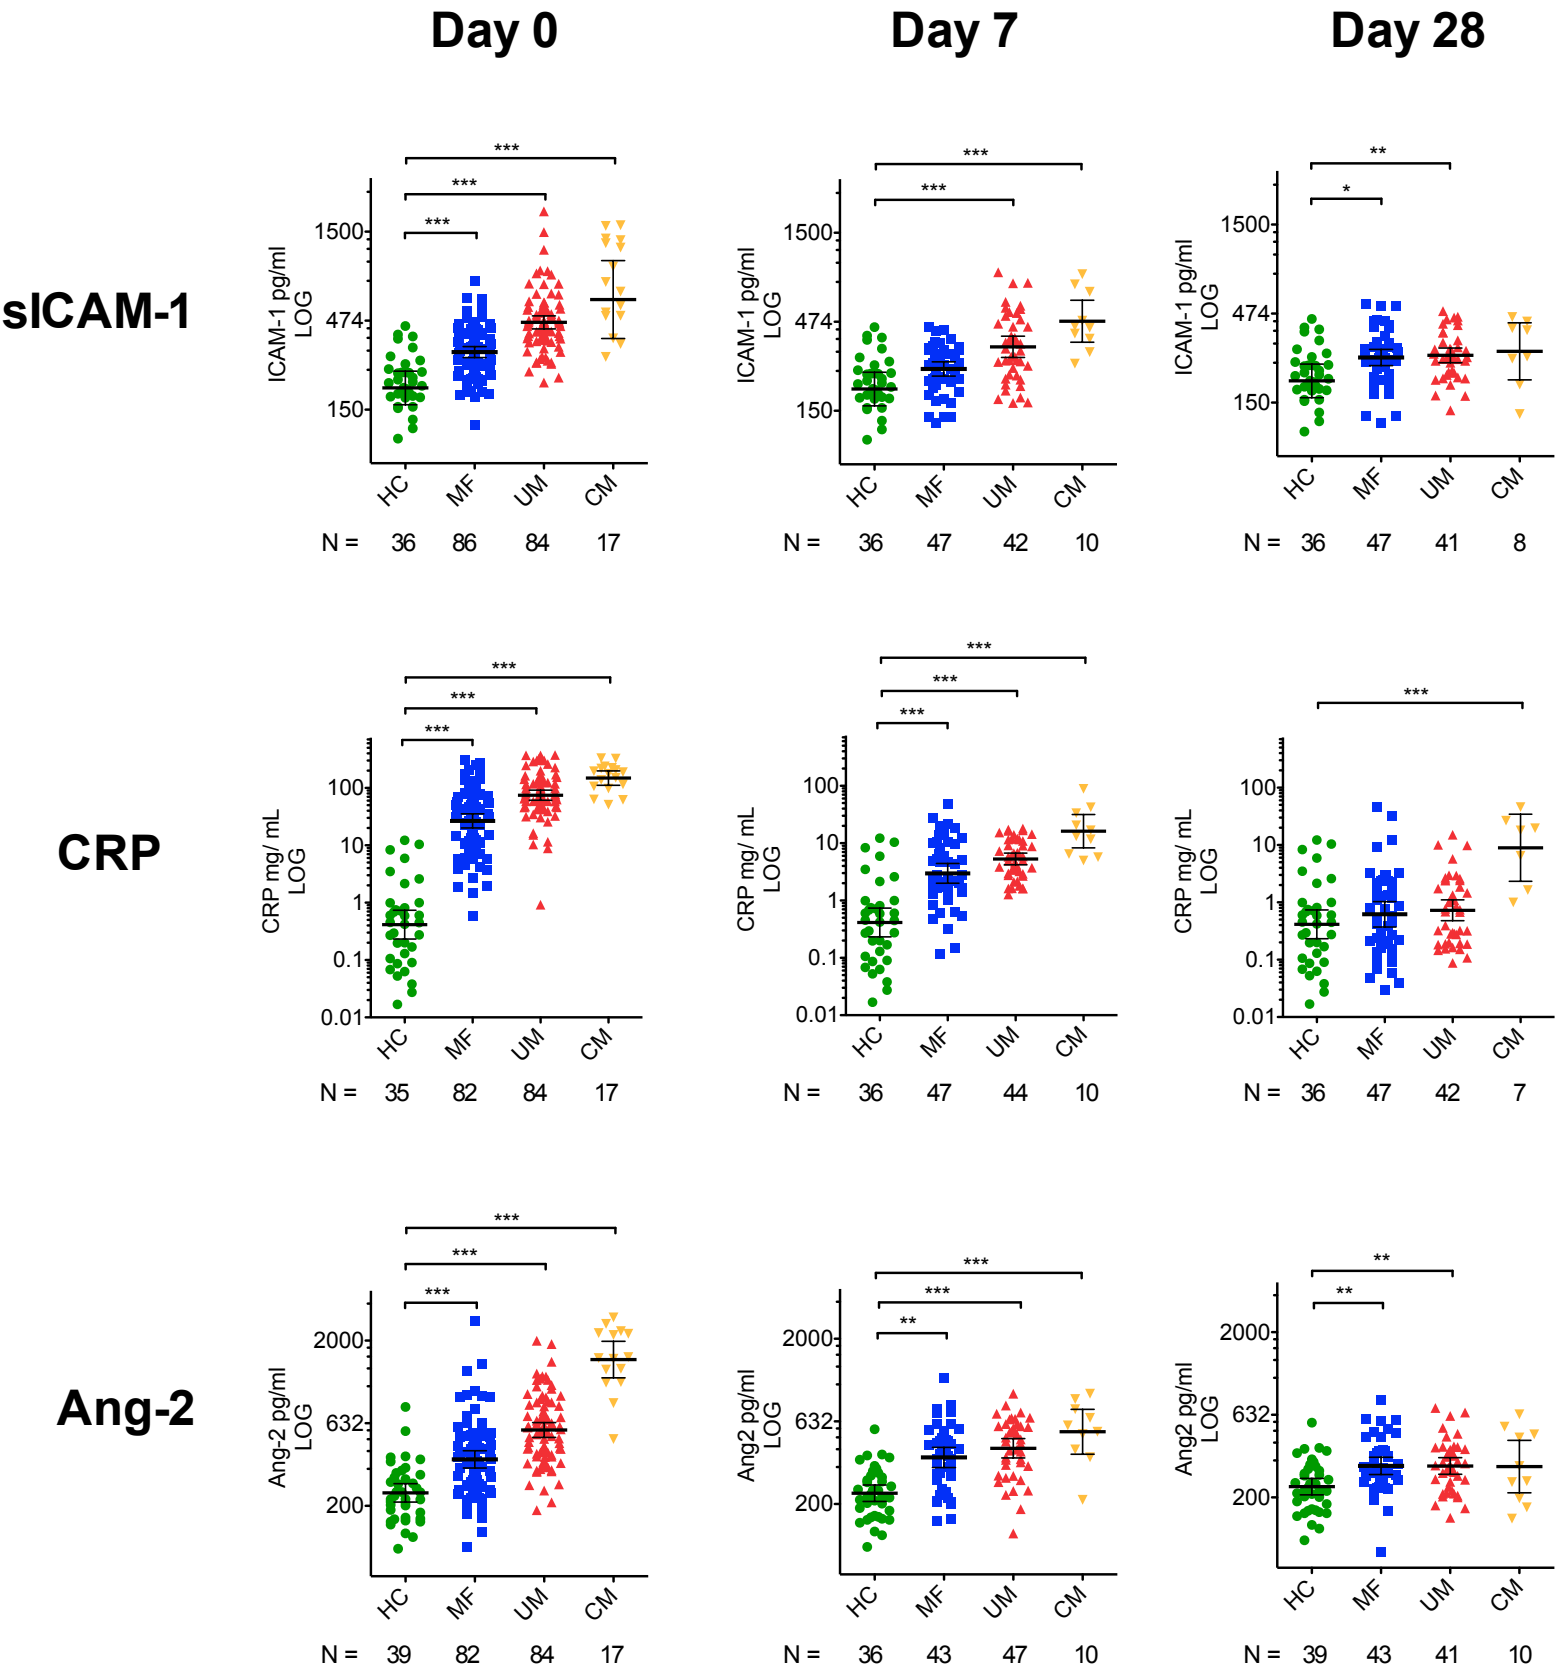 Day 0 Day 7 Day 28
sICAM-1
ICAM-1 pg/ml
LOG
***
***
***
1500
474
150
HC MF UM CM
N = 36 86 84 17
ICAM-1 pg/ml
LOG
***
***
1500
474
150
HC MF UM CM
N = 36 47 42 10
ICAM-1 pg/ml
LOG
**
*
1500
474
150
HC MF UM CM
N = 36 47 41 8
CRP
CRP mg/ mL
LOG
***
***
***
100
10
1
0.1
0.01
HC MF UM CM
N = 35 82 84 17
CRP mg/ mL
LOG
***
***
***
100
10
1
0.1
0.01
HC MF UM CM
N = 36 47 44 10
CRP mg/ mL
LOG
***
100
10
1
0.1
0.01
HC MF UM CM
N = 36 47 42 7
Ang-2
Ang-2 pg/ml
LOG
***
***
***
2000
632
200
HC MF UM CM
N = 39 82 84 17
Ang2 pg/ml
LOG
***
***
**
2000
632
200
HC MF UM CM
N = 36 43 47 10
Ang2 pg/ml
LOG
**
**
2000
632
200
HC MF UM CM
N = 39 43 41 10